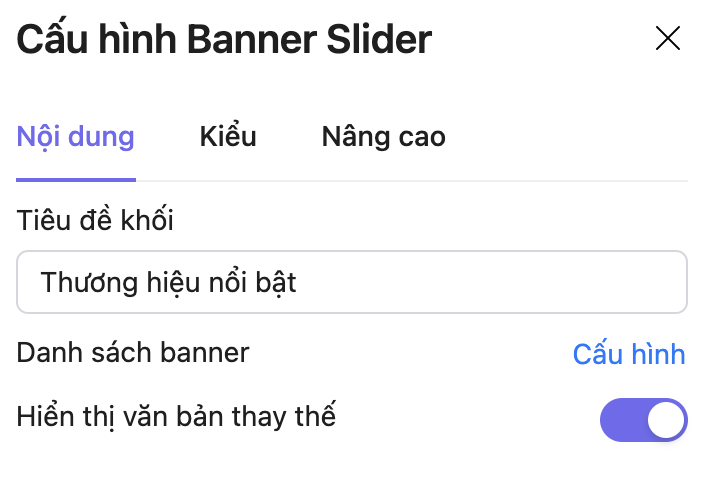 Cấu hình Banner Slider
Nội dung Kiểu Nâng cao
Tiêu đề khối
Thương hiệu nổi bật
Danh sách banner Cấu hình
Hiển thị văn bản thay thế